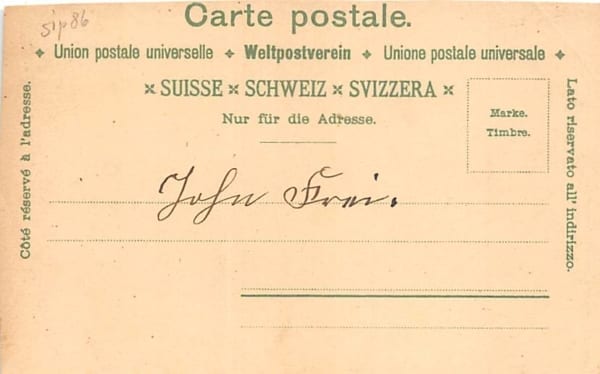 sip86
Carte postale.
Union postale universelle Weltpostverein Unione postale universale
SUISSE SCHWEIZ SVIZZERA
Nur für die Adresse.
Marke.
Timbre.
Côté réservé à l'adresse.
Lato riservato all' indirizzo.
John Frei.